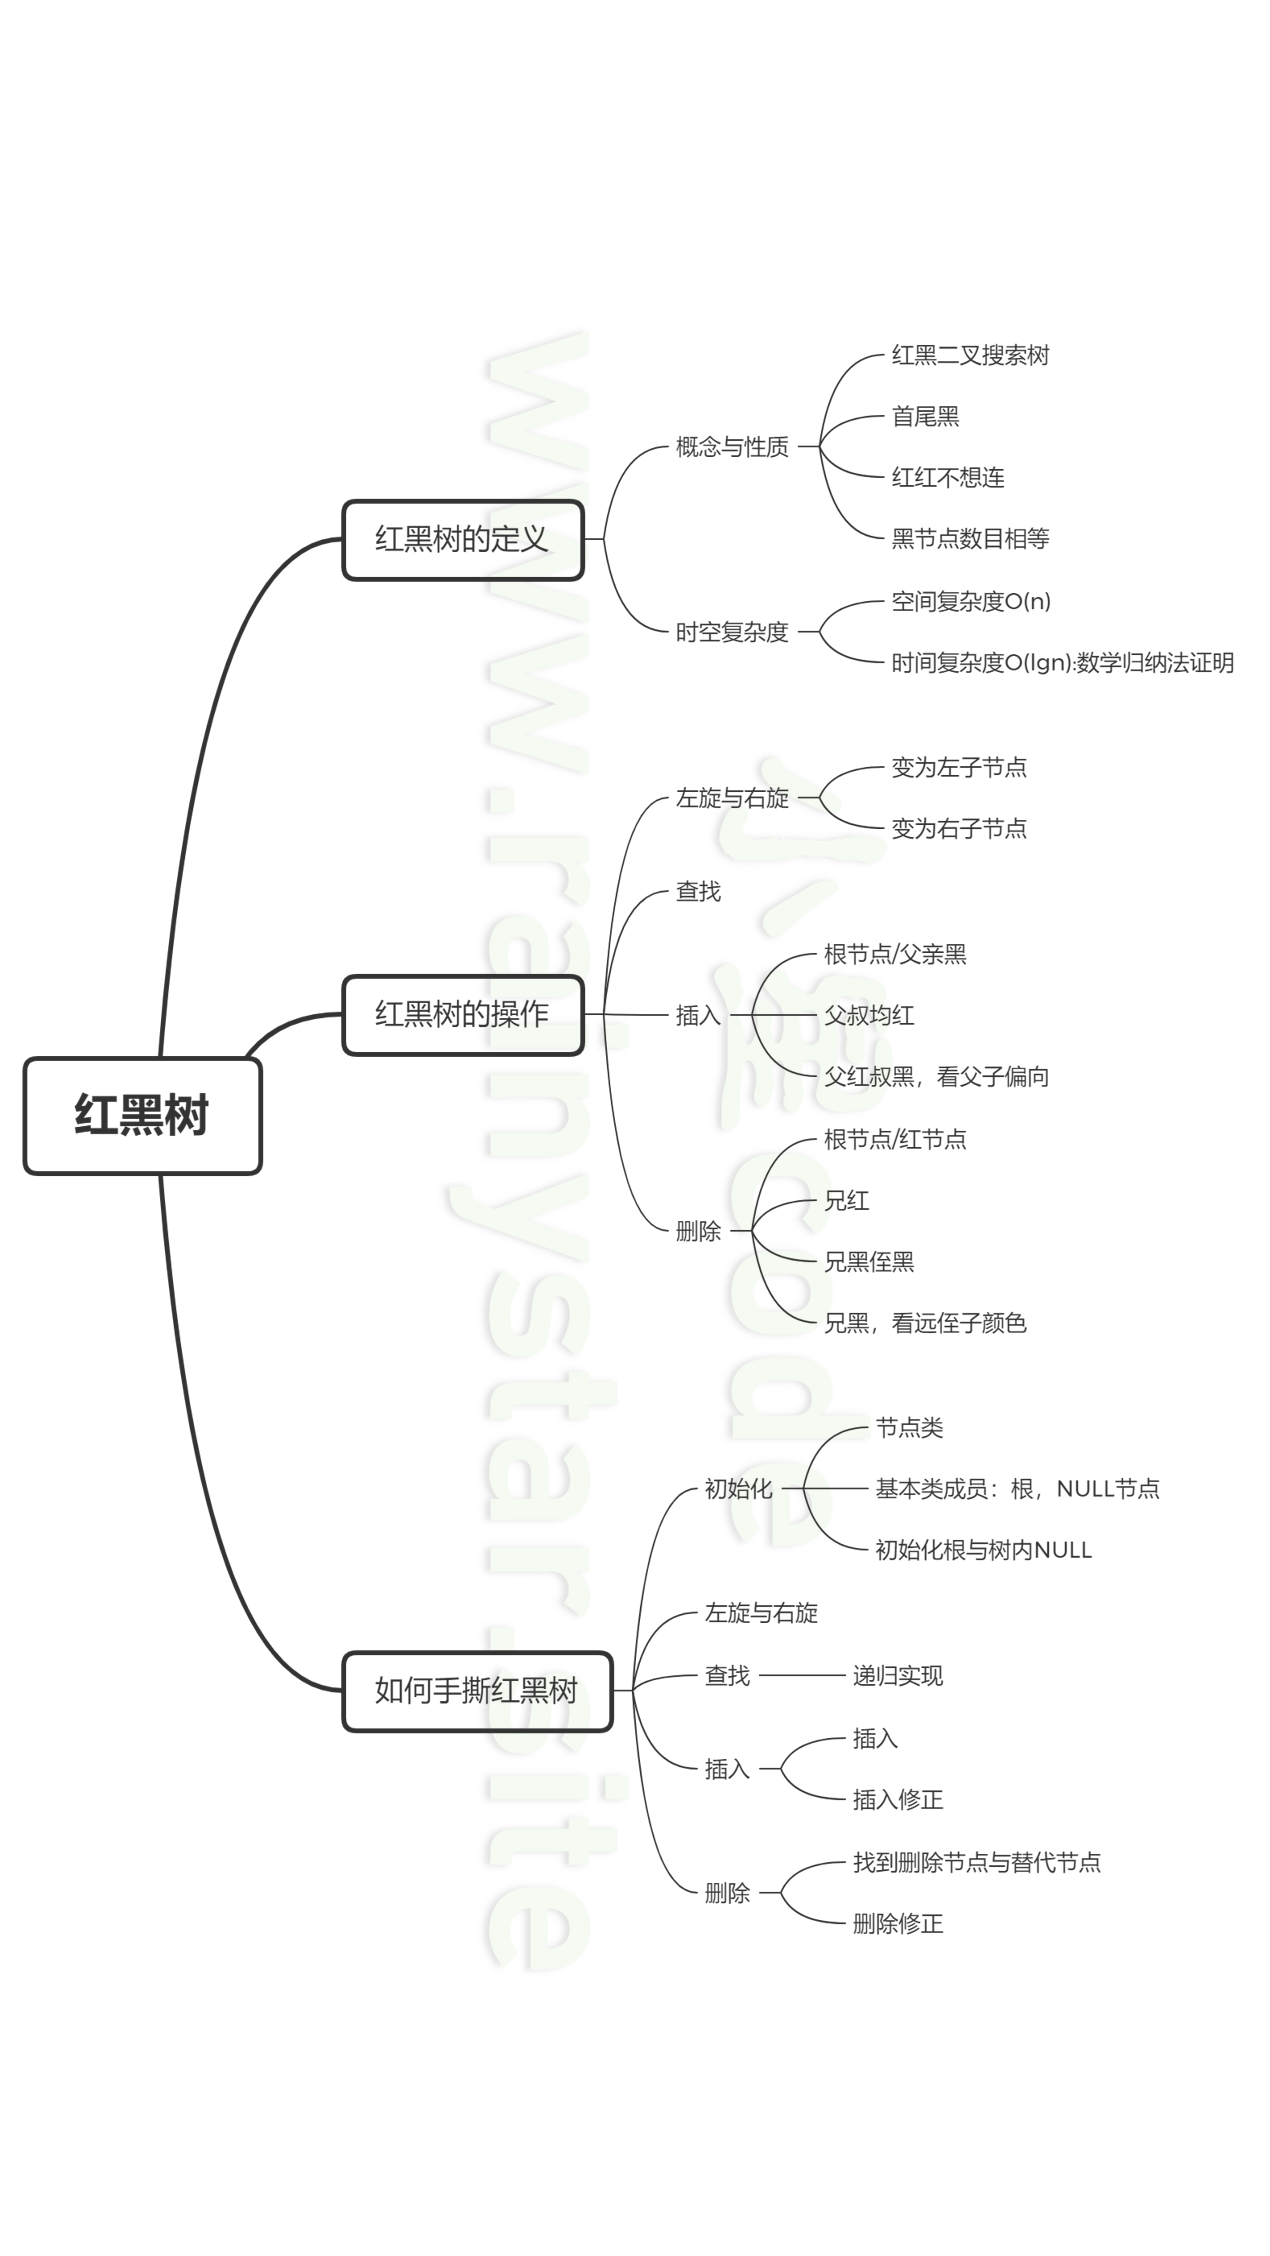 红黑树
红黑树的定义
概念与性质
红黑二叉搜索树
首尾黑
红红不想连
黑节点数目相等
时空复杂度
空间复杂度O(n)
时间复杂度O(lgn):数学归纳法证明
红黑树的操作
左旋与右旋
变为左子节点
变为右子节点
查找
插入
根节点/父亲黑
父叔均红
父红叔黑，看父子偏向
删除
根节点/红节点
兄红
兄黑侄黑
兄黑，看远侄子颜色
如何手撕红黑树
初始化
节点类
基本类成员：根，NULL节点
初始化根与树内NULL
左旋与右旋
查找
递归实现
插入
插入
插入修正
删除
找到删除节点与替代节点
删除修正
www.rainystar.site
code